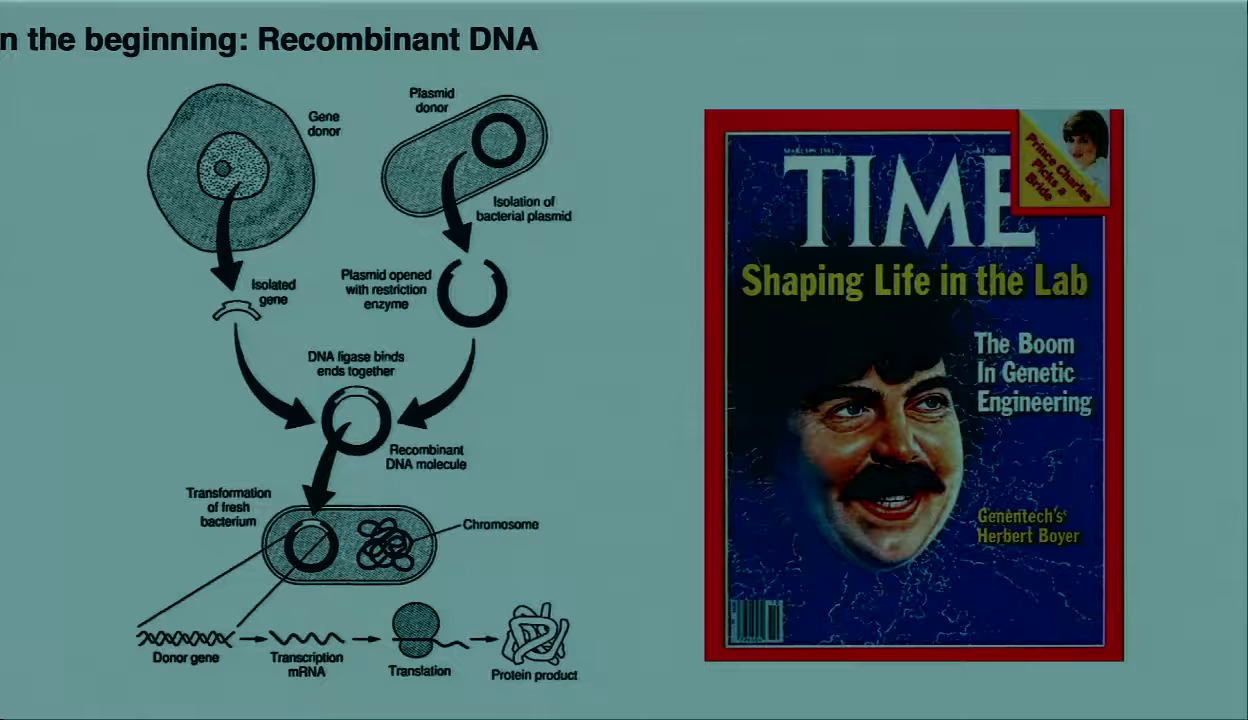 n the beginning: Recombinant DNA
Gene
donor
Plasmid
donor
Isolation of
bacterial plasmid
Isolated
gene
Plasmid opened
with restriction
enzyme
DNA ligase binds
ends together
Recombinant
DNA molecule
Transformation
of fresh
bacterium
Chromosome
Donor gene
Transcription
mRNA
Translation
Protein product
Prince Charles
Picks a
Bride
TIME
Shaping Life in the Lab
The Boom
In Genetic
Engineering
Genentech's
Herbert Boyer